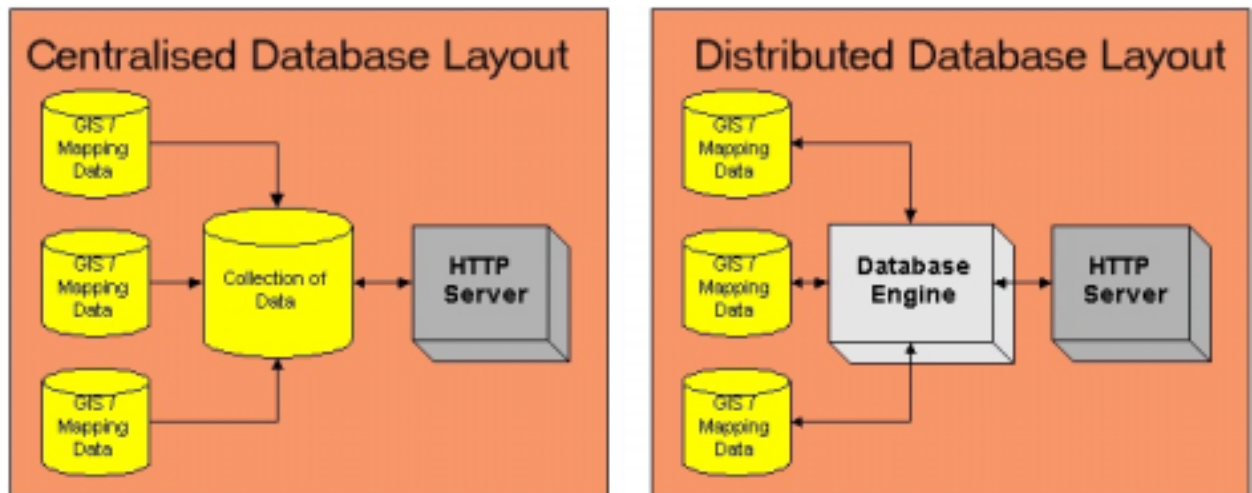 Centralised Database Layout
GIS /
Mapping
Data
GIS /
Mapping
Data
Collection of
Data
HTTP
Server
GIS /
Mapping
Data
Distributed Database Layout
GIS /
Mapping
Data
GIS /
Mapping
Data
Database
Engine
HTTP
Server
GIS /
Mapping
Data